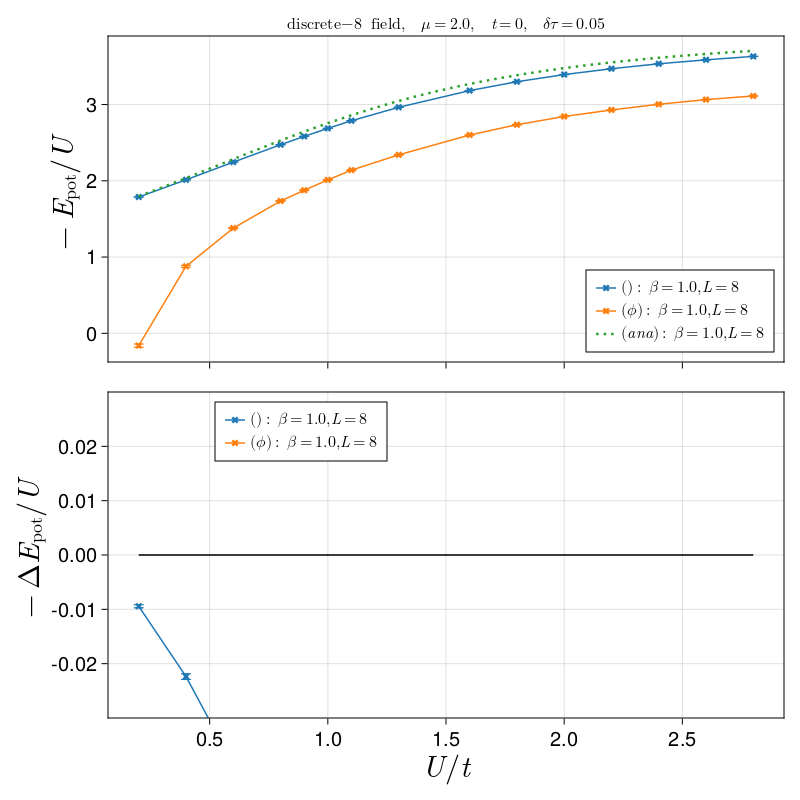 discrete−8 field, μ = 2.0, t = 0, δτ = 0.05
− E_pot / U
3
2
1
0
() : β = 1.0, L = 8
(ϕ) : β = 1.0, L = 8
(ana) : β = 1.0, L = 8
− Δ E_pot / U
() : β = 1.0, L = 8
(ϕ) : β = 1.0, L = 8
0.02
0.01
0.00
-0.01
-0.02
0.5 1.0 1.5 2.0 2.5
U/t